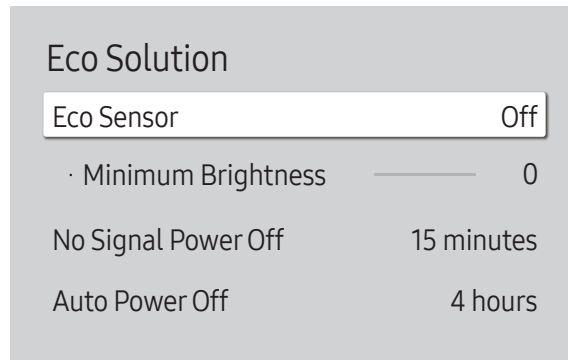 Eco Solution
Eco Sensor Off
· Minimum Brightness 0
No Signal Power Off 15 minutes
Auto Power Off 4 hours